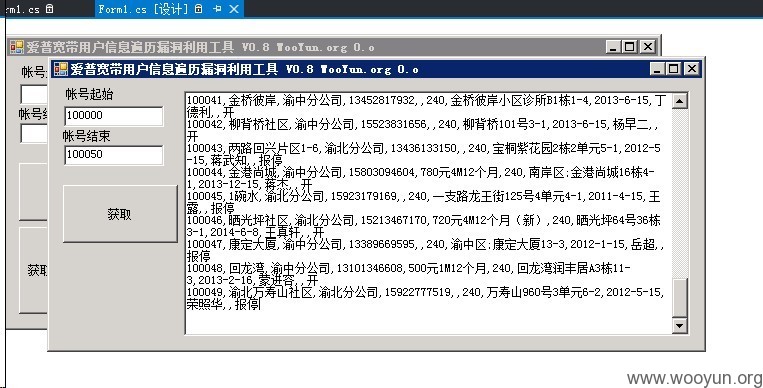 rm1.cs
Form1.cs [设计]
爱普宽带用户信息遍历漏洞利用工具 V0.8 WooYun.org O.o
爱普宽带用户信息遍历漏洞利用工具 V0.8 WooYun.org O.o
帐号起始
100000
帐号结束
100050
获取
100041,金桥彼岸,渝中分公司,13452817932,,240,金桥彼岸小区诊所B1栋1-4,2013-6-15,丁
德利,,开
100042,柳背桥社区,渝北分公司,15523831656,,240,柳背桥101号3-1,2013-6-15,杨早二,,
开
100043,两路回兴片区1-6,渝北分公司,13436133150,,240,宝桐紫花园2栋2单元5-1,2012-5
-15,蒋武知,,报停
100044,金港尚城,渝中分公司,15803094604,780元4M12个月,240,南岸区:金港尚城16栋4-
1,2013-12-15,蒋杰,,开
100045,1碗水,渝北分公司,15923179169,,240,一支路龙王街125号4单元4-1,2011-4-15,王
露,,报停
100046,晒光坪社区,渝北分公司,15213467170,720元4M12个月（新）,240,晒光坪64号36栋
3-1,2014-6-8,王真轩,,开
100047,康定大厦,渝中分公司,13389669595,,240,渝中区:康定大厦13-3,2012-1-15,岳超,,
报停
100048,回龙湾,渝中分公司,13101346608,500元1M12个月,240,回龙湾润丰居A3栋11-
3,2013-2-16,蒙进容,,开
100049,渝北万寿山社区,渝北分公司,15922777519,,240,万寿山960号3单元6-2,2012-5-15,
荣照华,,报停
www.wooyun.org